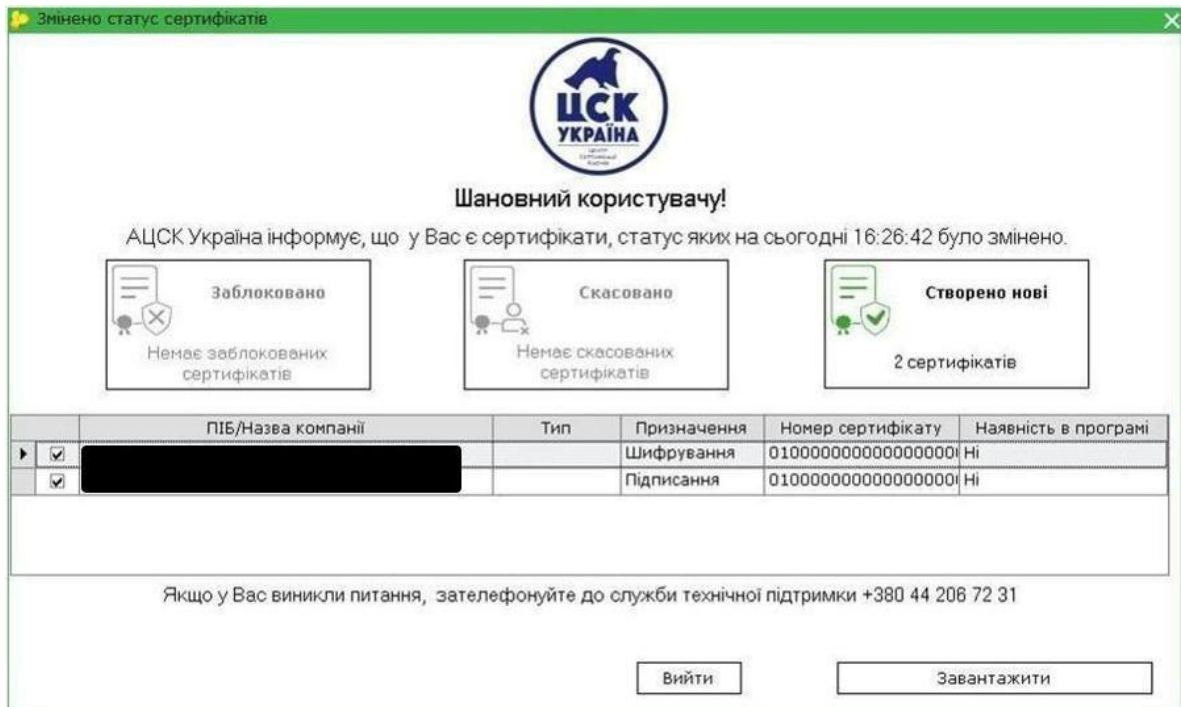 Змінено статус сертифікатів
ЦСК
УКРАЇНА
ЦЕНТР
СЕРТИФІКАЦІЇ
КЛЮЧІВ
Шановний користувачу!
АЦСК Україна інформує, що у Вас є сертифікати, статус яких на сьогодні 16:26:42 було змінено.
Заблоковано
Немає заблокованих
сертифікатів
Скасовано
Немає скасованих
сертифікатів
Створено нові
2 сертифікатів
ПІБ/Назва компанії Тип Призначення Номер сертифікату Наявність в програмі
Шифрування Ні
Підписання Ні
Якщо у Вас виникли питання, зателефонуйте до служби технічної підтримки +380 44 206 72 31
Вийти Завантажити